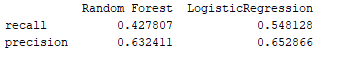 Random Forest LogisticRegression
recall 0.427807 0.548128
precision 0.632411 0.652866